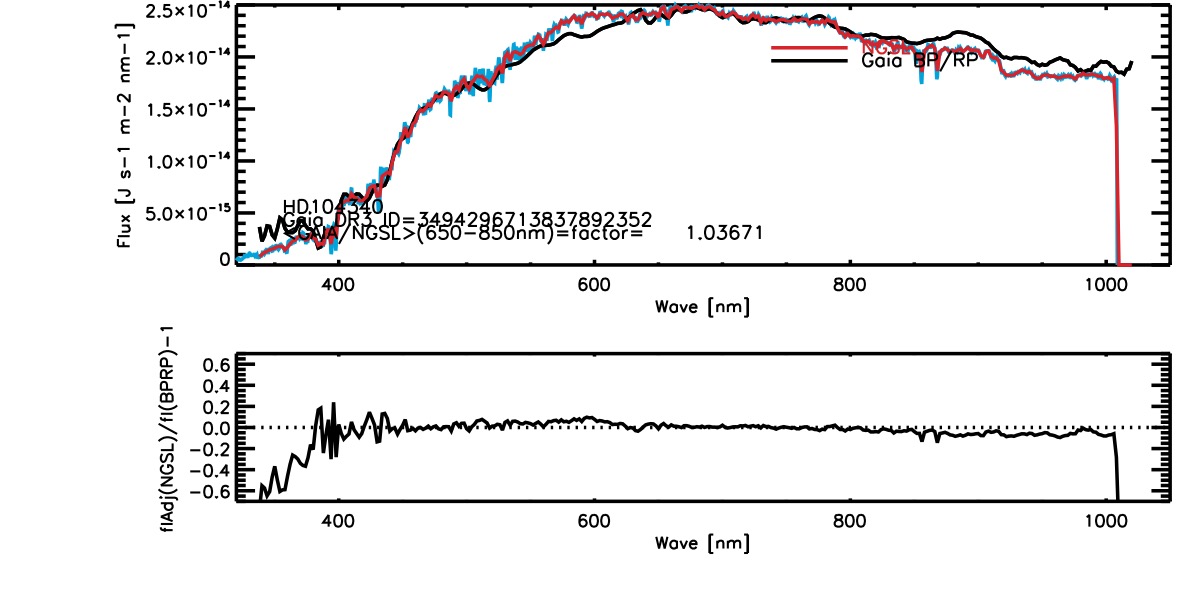 2.5×10−14
2.0×10−14
1.5×10−14
1.0×10−14
5.0×10−15
0
Flux [J s−1 m−2 nm−1]
NGSL
Gaia BP/RP
HD104340
Gaia DR3 ID=3494296713837892352
<GAIA/NGSL>(650−850nm)=factor= 1.03671
400 600 800 1000
Wave [nm]
flAdj(NGSL)/fl(BPRP)−1
0.6
0.4
0.2
0.0
−0.2
−0.4
−0.6
400 600 800 1000
Wave [nm]